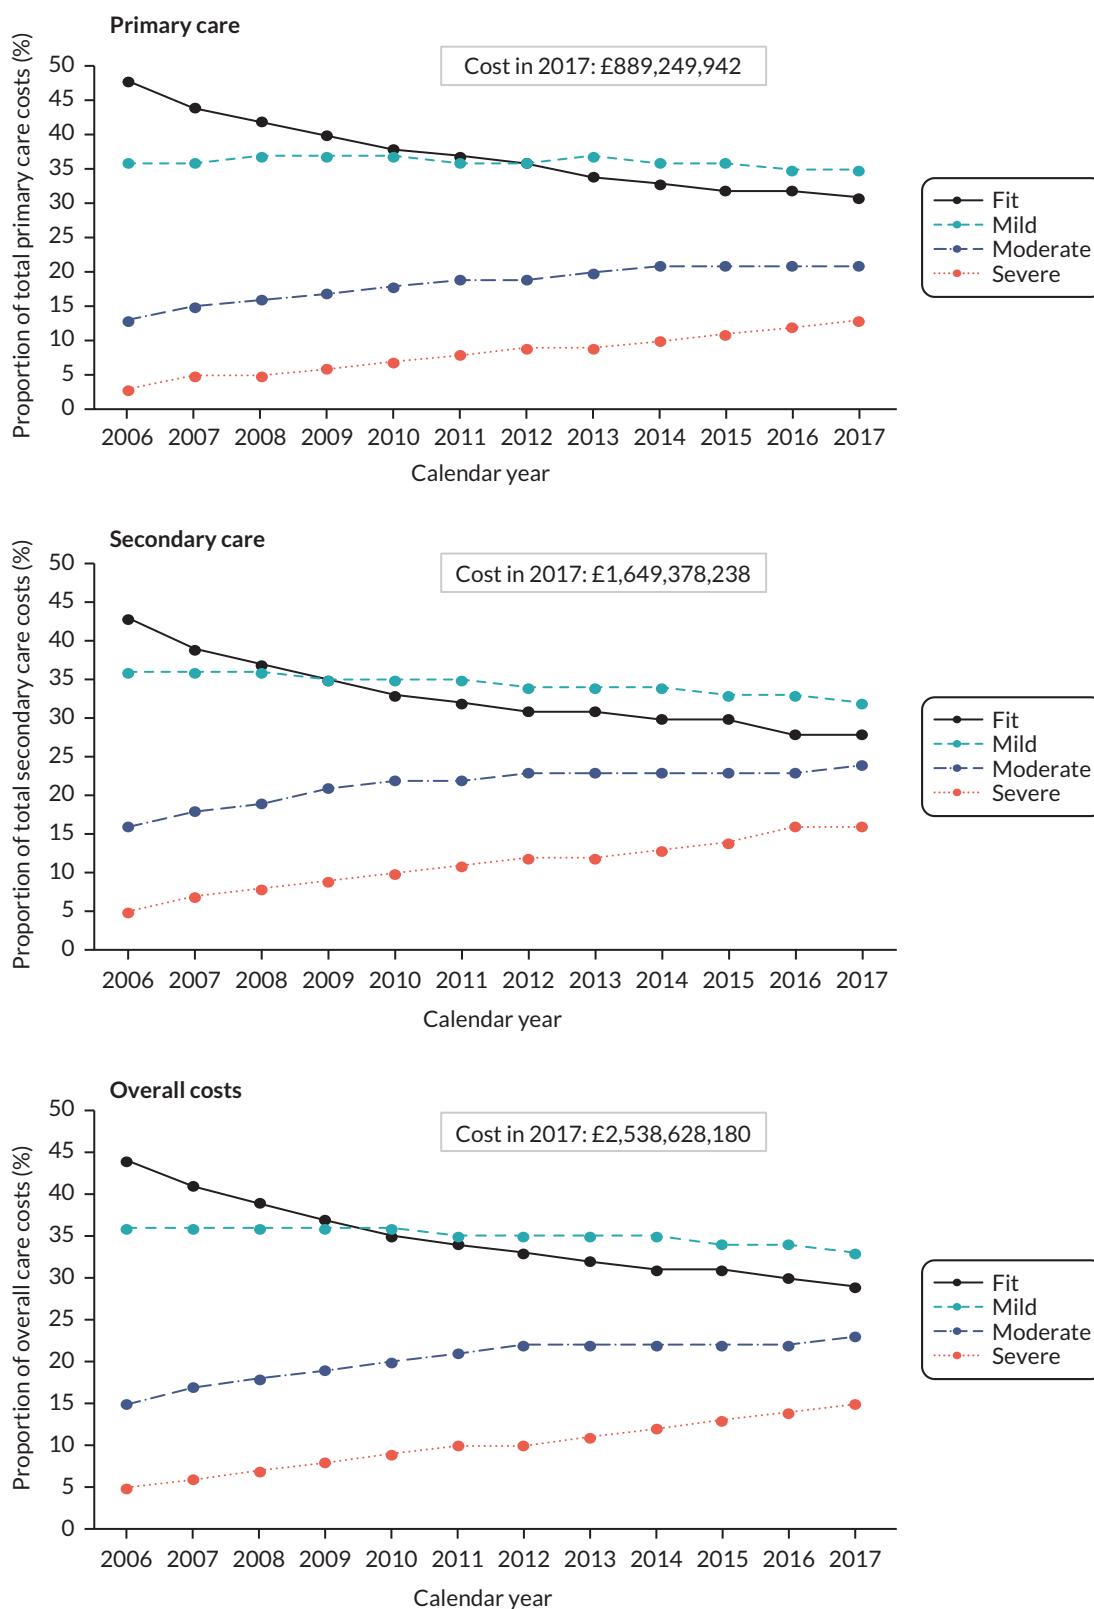 Primary care
Cost in 2017: £889,249,942
Proportion of total primary care costs (%)
50
45
40
35
30
25
20
15
10
5
0
2006 2007 2008 2009 2010 2011 2012 2013 2014 2015 2016 2017
Calendar year
Fit
Mild
Moderate
Severe
Secondary care
Cost in 2017: £1,649,378,238
Proportion of total secondary care costs (%)
50
45
40
35
30
25
20
15
10
5
0
2006 2007 2008 2009 2010 2011 2012 2013 2014 2015 2016 2017
Calendar year
Fit
Mild
Moderate
Severe
Overall costs
Cost in 2017: £2,538,628,180
Proportion of overall care costs (%)
50
45
40
35
30
25
20
15
10
5
0
2006 2007 2008 2009 2010 2011 2012 2013 2014 2015 2016 2017
Calendar year
Fit
Mild
Moderate
Severe